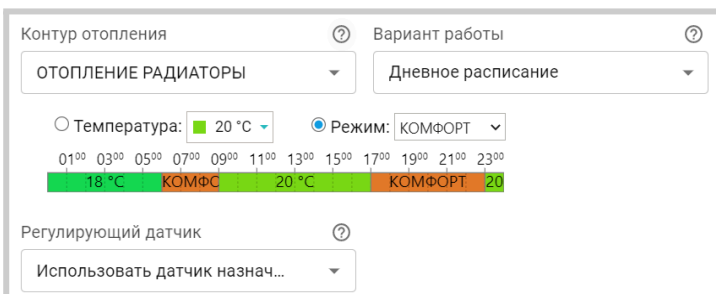 Контур отопления
Вариант работы
ОТОПЛЕНИЕ РАДИАТОРЫ
Дневное расписание
Температура: 20 °C Режим: КОМФОРТ
01⁰⁰ 03⁰⁰ 05⁰⁰ 07⁰⁰ 09⁰⁰ 11⁰⁰ 13⁰⁰ 15⁰⁰ 17⁰⁰ 19⁰⁰ 21⁰⁰ 23⁰⁰
18 °C КОМФС 20 °C КОМФОРТ 20
Регулирующий датчик
Использовать датчик назнач...